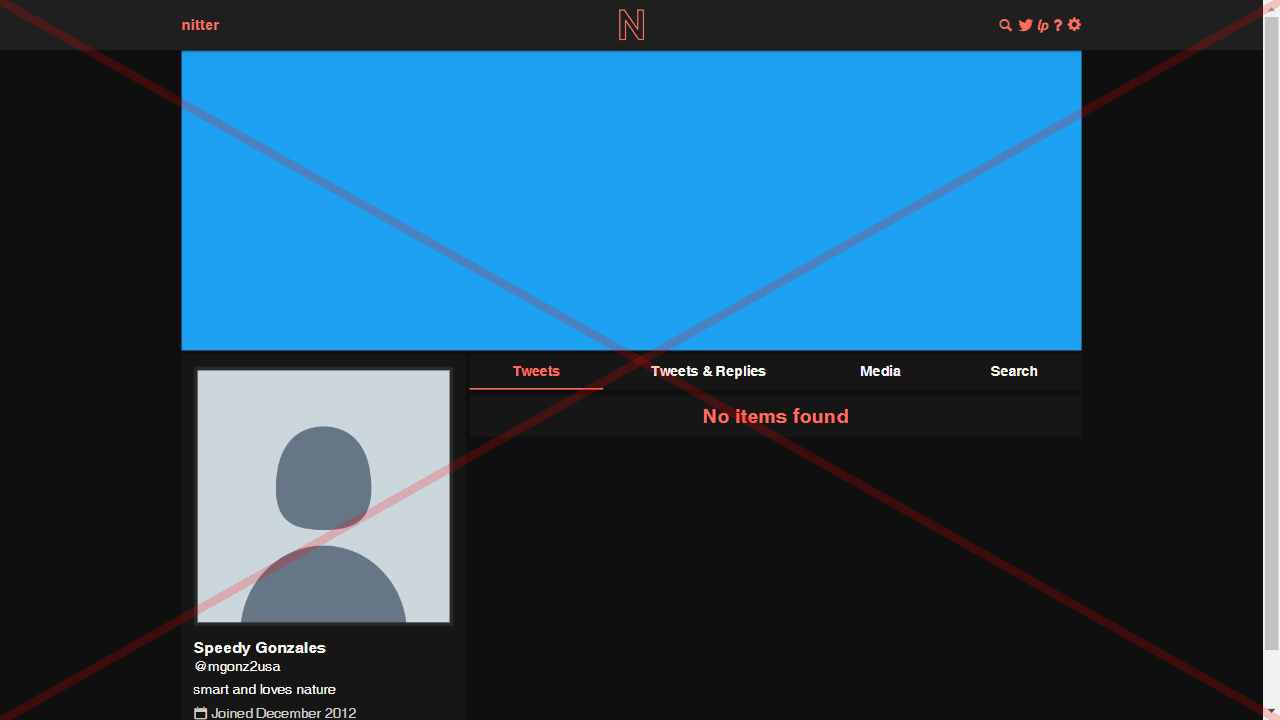 nitter
N
lp ?
Tweets Tweets & Replies Media Search
No items found
Speedy Gonzales
@mgonz2usa
smart and loves nature
Joined December 2012